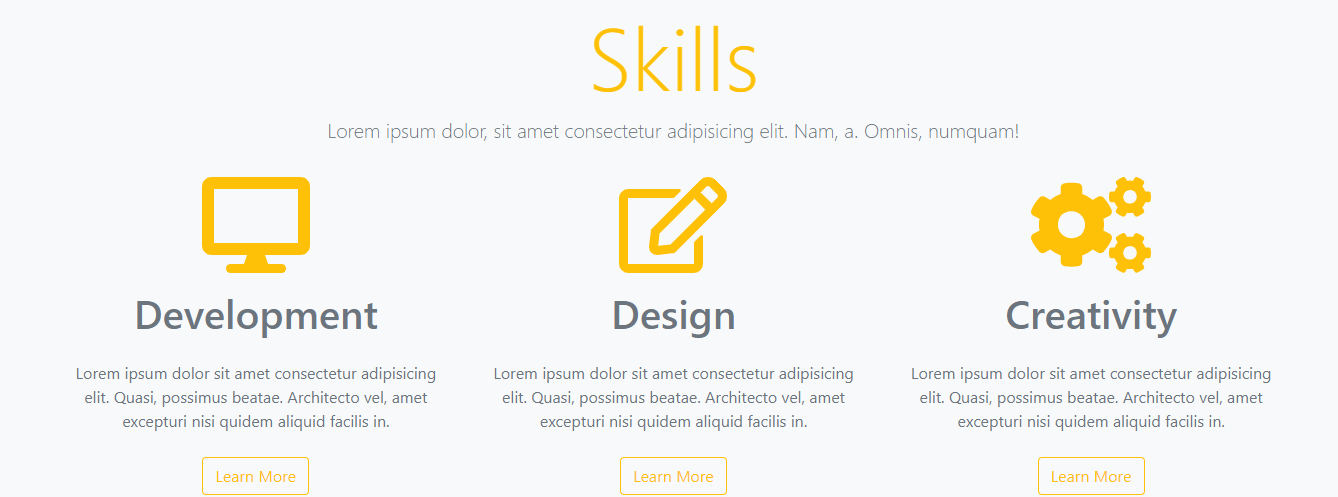 Skills
Lorem ipsum dolor, sit amet consectetur adipisicing elit. Nam, a. Omnis, numquam!
Development
Lorem ipsum dolor sit amet consectetur adipisicing
elit. Quasi, possimus beatae. Architecto vel, amet
excepturi nisi quidem aliquid facilis in.
Learn More
Design
Lorem ipsum dolor sit amet consectetur adipisicing
elit. Quasi, possimus beatae. Architecto vel, amet
excepturi nisi quidem aliquid facilis in.
Learn More
Creativity
Lorem ipsum dolor sit amet consectetur adipisicing
elit. Quasi, possimus beatae. Architecto vel, amet
excepturi nisi quidem aliquid facilis in.
Learn More